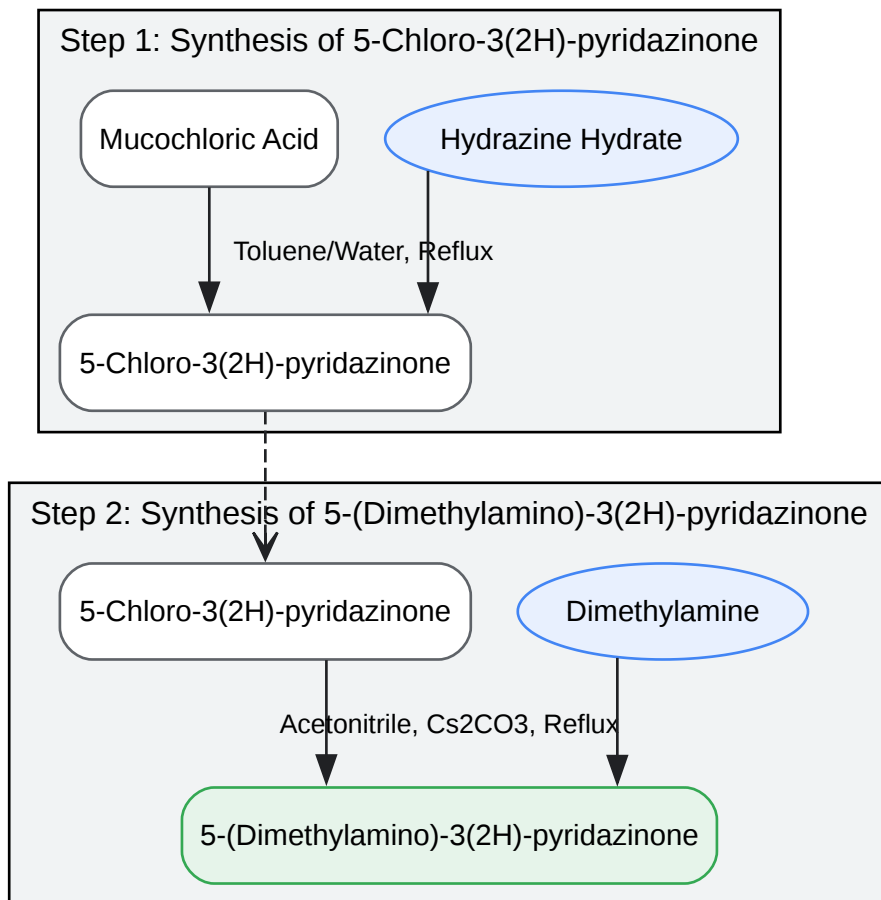 Step 1: Synthesis of 5-Chloro-3(2H)-pyridazinone
Mucochloric Acid
Hydrazine Hydrate
Toluene/Water, Reflux
5-Chloro-3(2H)-pyridazinone
Step 2: Synthesis of 5-(Dimethylamino)-3(2H)-pyridazinone
5-Chloro-3(2H)-pyridazinone
Dimethylamine
Acetonitrile, Cs2CO3, Reflux
5-(Dimethylamino)-3(2H)-pyridazinone